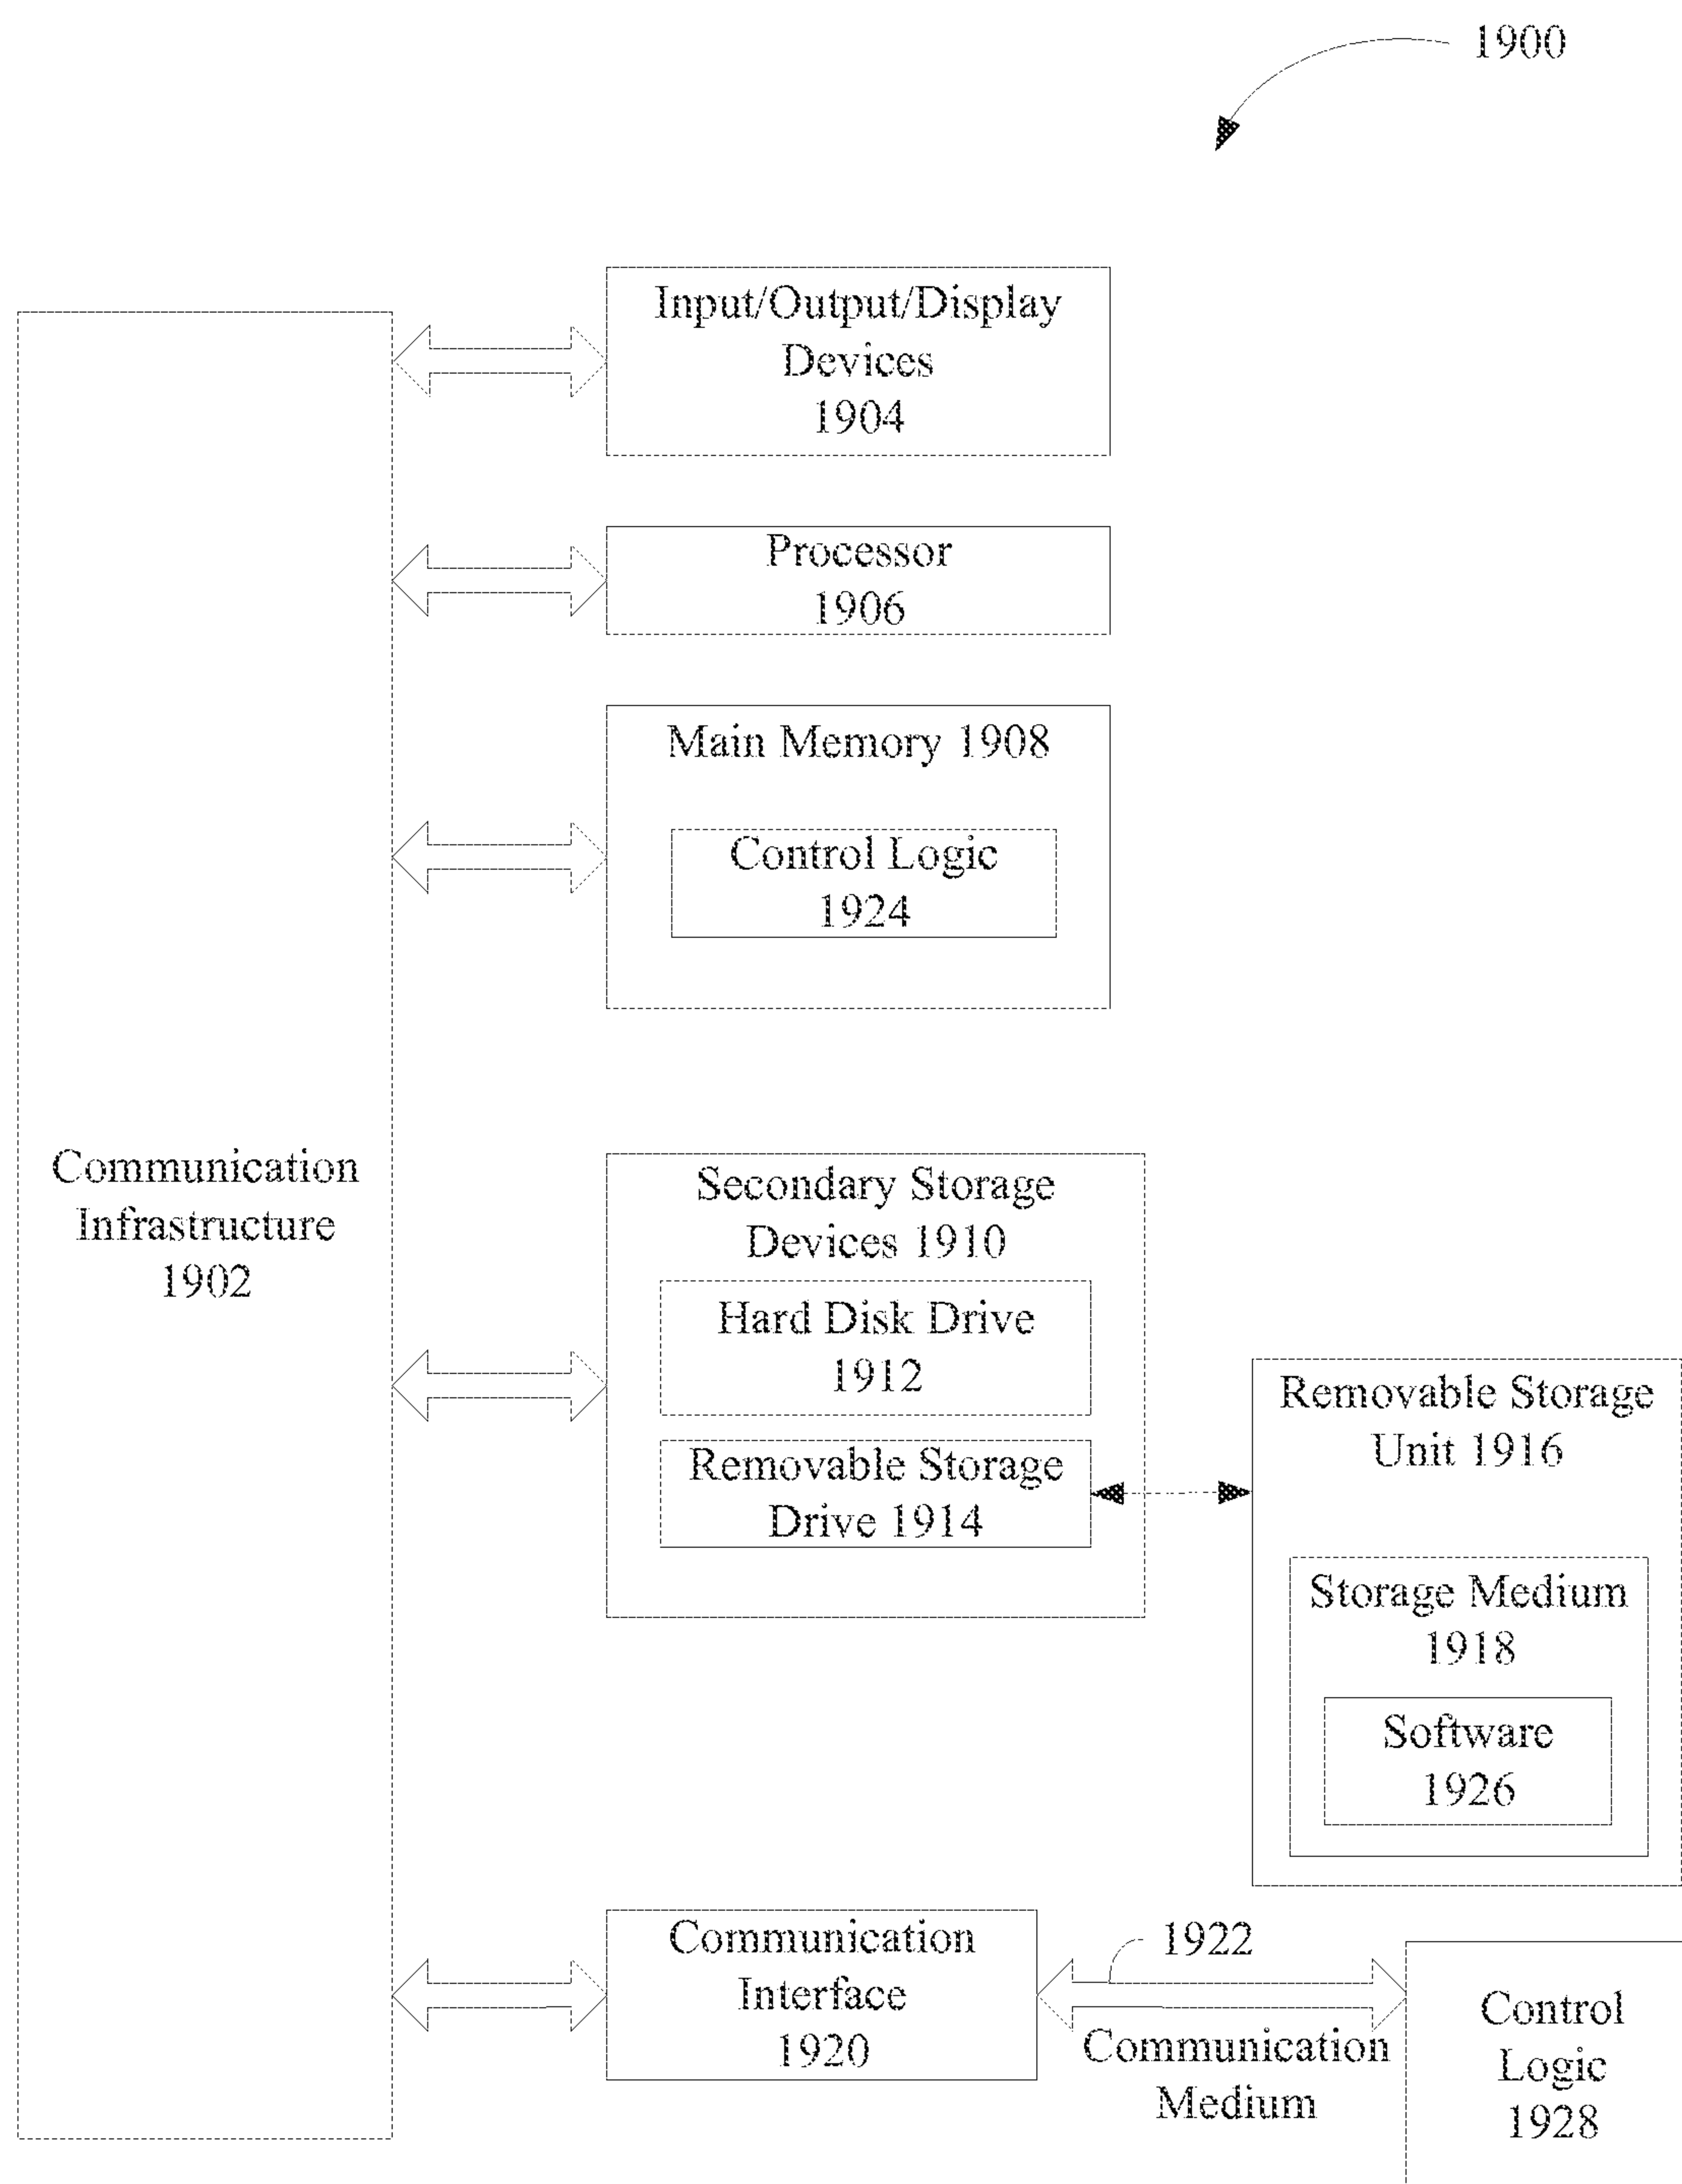 1900
Input/Output/Display
Devices
1904
Processor
1906
Main Memory 1908
Control Logic
1924
Communication
Infrastructure
1902
Secondary Storage
Devices 1910
Hard Disk Drive
1912
Removable Storage
Drive 1914
Removable Storage
Unit 1916
Storage Medium
1918
Software
1926
Communication
Interface
1920
1922
Communication
Medium
Control
Logic
1928